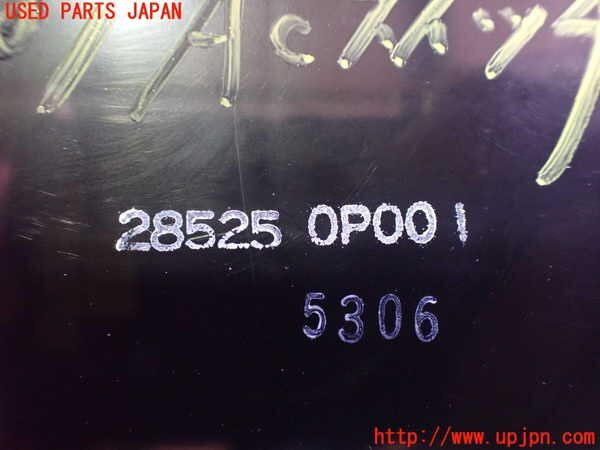 USED PARTS JAPAN
28525 0P001
5306
http://www.upjpn.com